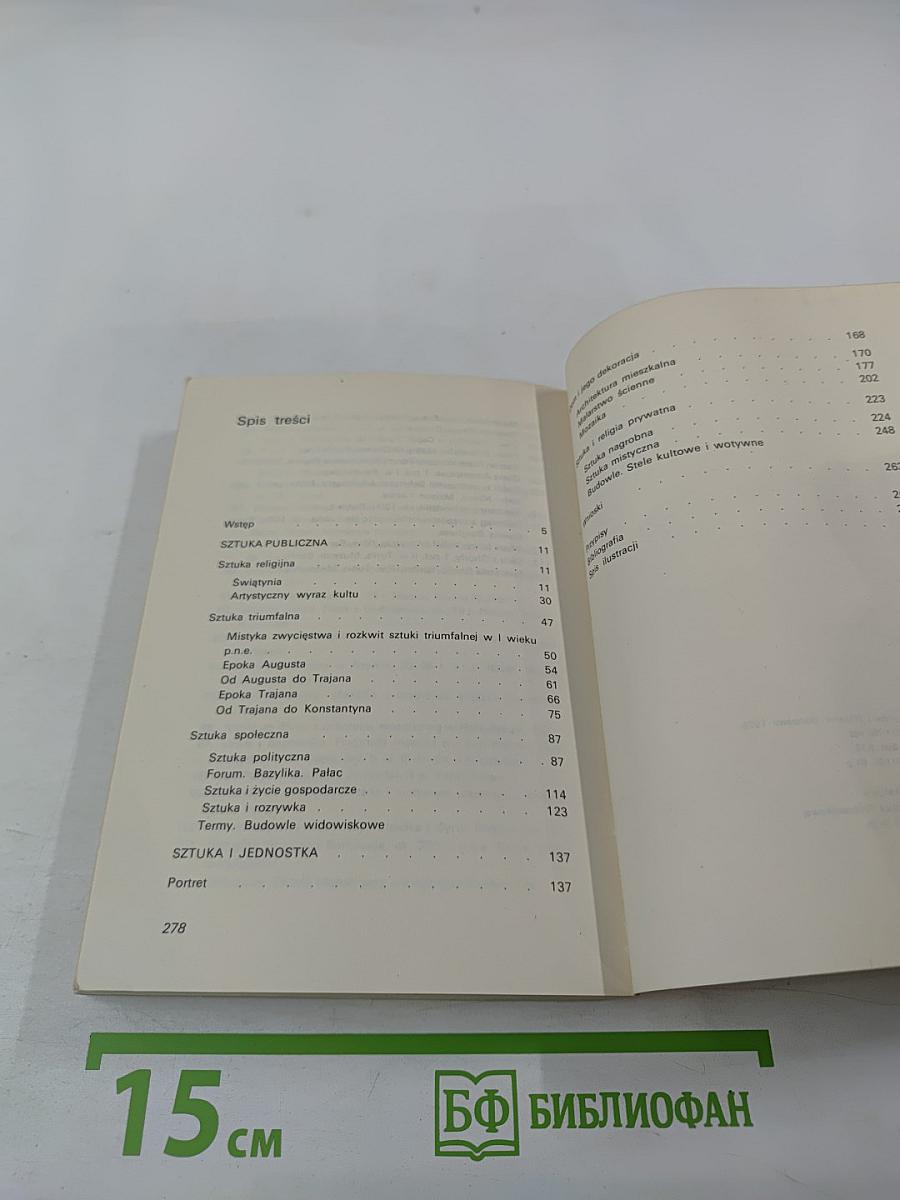 Spis treści
Wstęp . . . . . . . . . . . 5
SZTUKA PUBLICZNA . . . . . . . . . 11
Sztuka religijna . . . . . . . . . . 11
Świątynia . . . . . . . . . . 11
Artystyczny wyraz kultu . . . . . . . . 30
Sztuka triumfalna . . . . . . . . . . 47
Mistyka zwycięstwa i rozkwit sztuki triumfalnej w I wieku
p.n.e. . . . . . . . . . . . 50
Epoka Augusta . . . . . . . . . 54
Od Augusta do Trajana . . . . . . . . 61
Epoka Trajana . . . . . . . . . 66
Od Trajana do Konstantyna . . . . . . . 75
Sztuka społeczna . . . . . . . . . . 87
Sztuka polityczna . . . . . . . . . 87
Forum. Bazylika. Pałac
Sztuka i życie gospodarcze . . . . . . . . 114
Sztuka i rozrywka . . . . . . . . . 123
Termy. Budowle widowiskowe
SZTUKA I JEDNOSTKA . . . . . . . . . 137
Portret . . . . . . . . . . . . 137
278
i jego dekoracja . . . . . . . . 168
Architektura mieszkalna . . . . . . . . 170
Malarstwo ścienne . . . . . . . . 177
Mozaika . . . . . . . . . . 202
i religia prywatna . . . . . . . . 223
Sztuka nagrobna . . . . . . . . 224
Sztuka mistyczna . . . . . . . . 248
Budowle. Stele kultowe i wotywne
Bibliografia
Spis ilustracji
15 см
БФ БИБЛИОФАН